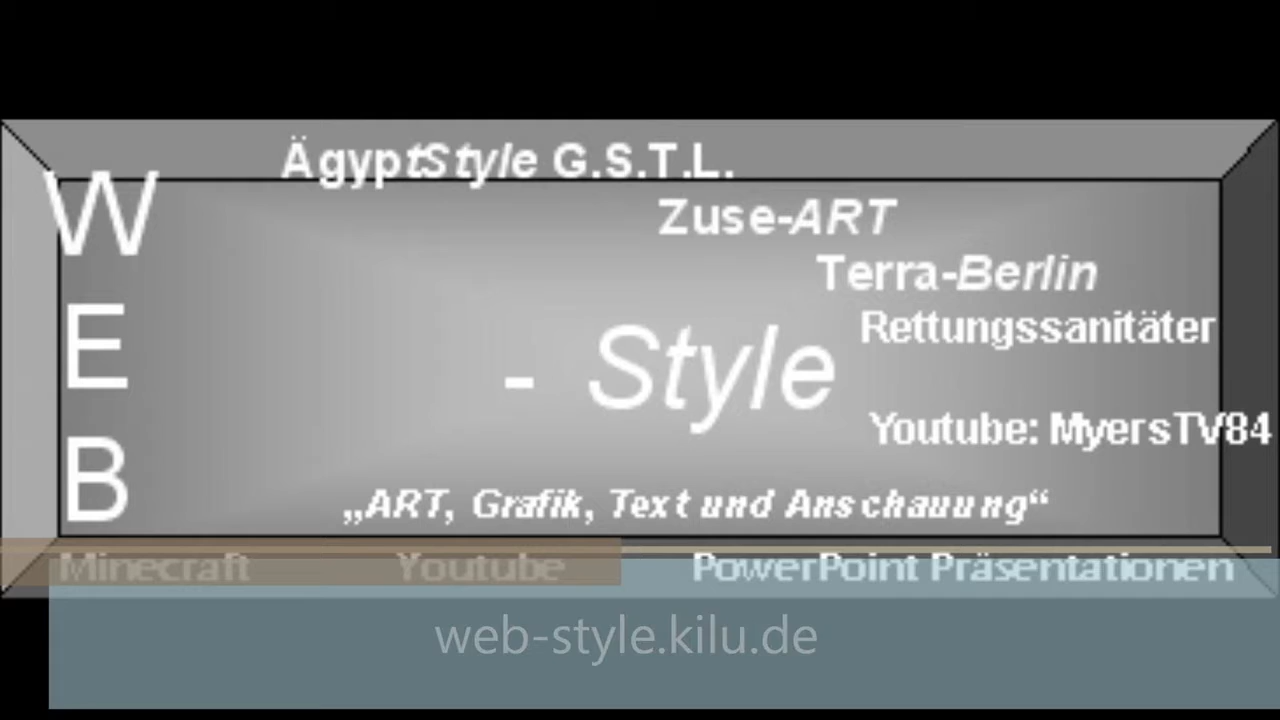 ÄgyptStyle G.S.T.L.
Zuse-ART
Terra-Berlin
Rettungssanitäter
WEB - Style
Youtube: MyersTV84
„ART, Grafik, Text und Anschauung“
Minecraft Youtube PowerPoint Präsentationen
web-style.kilu.de